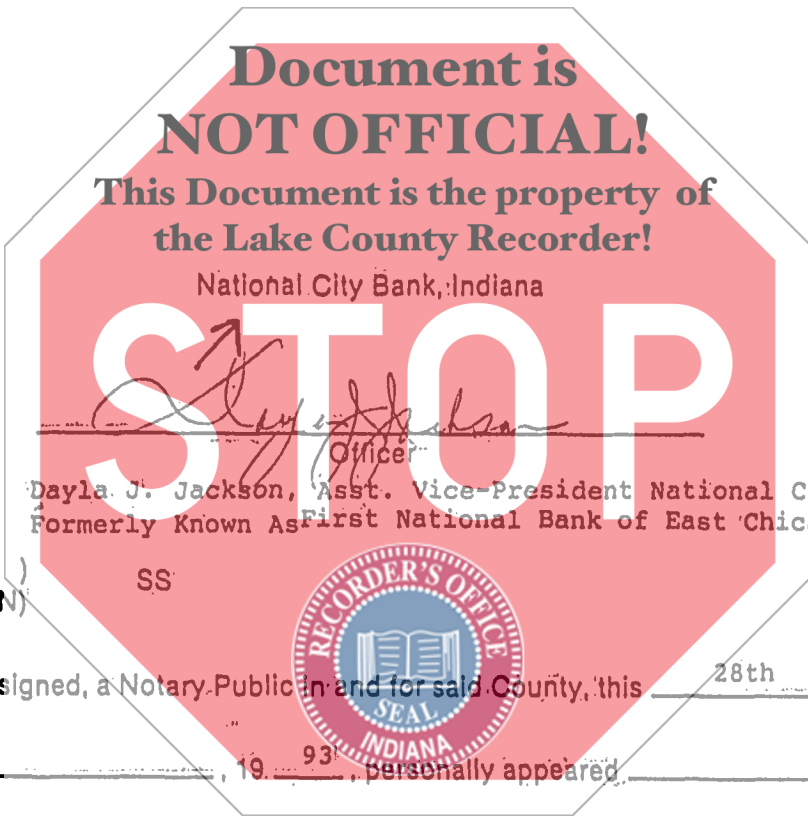 Document is
NOT OFFICIAL!
This Document is the property of
the Lake County Recorder!
National City Bank, Indiana
STOP
Dayla J. Jackson
Officer
Dayla J. Jackson, Asst. Vice-President National C
Formerly Known As First National Bank of East Chic
) SS
N)
RECORDER'S OFFICE
signed, a Notary Public in and for said County, this 28th
SEAL
INDIANA
, 19 93, personally appeared